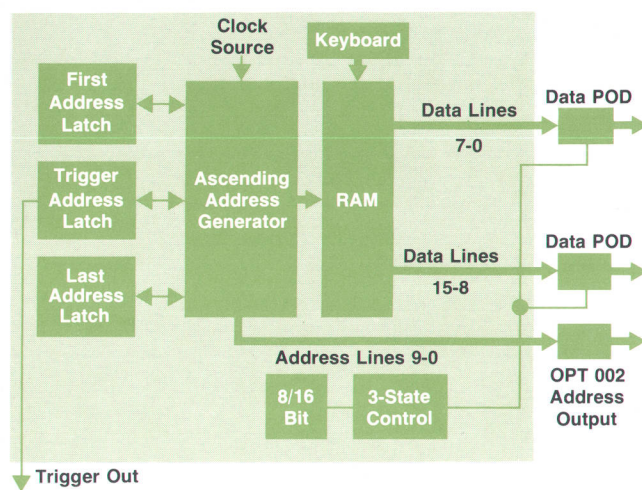 Clock
Source
Keyboard
First
Address
Latch
Data Lines
7-0
Data POD
Trigger
Address
Latch
Ascending
Address
Generator
RAM
Last
Address
Latch
Data Lines
15-8
Data POD
Address Lines 9-0
8/16
Bit
3-State
Control
OPT 002
Address
Output
Trigger Out